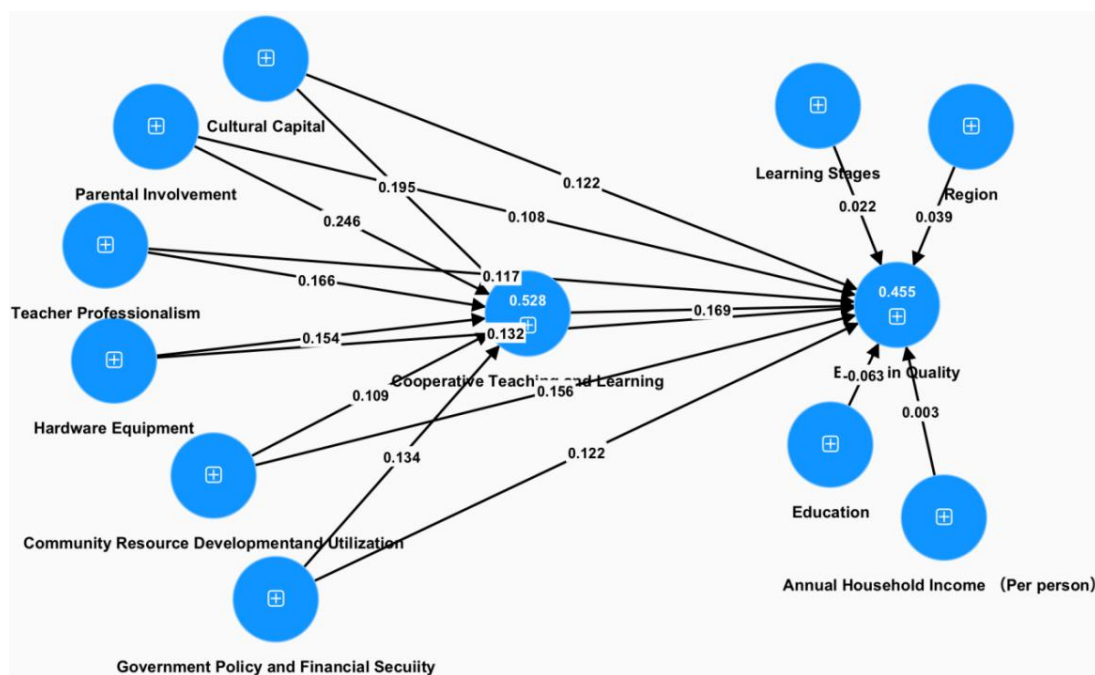 Cultural Capital
Parental Involvement
Teacher Professionalism
Hardware Equipment
Community Resource Developmentand Utilization
Government Policy and Financial Secuiity
0.195
0.246
0.166
0.154
0.109
0.134
0.122
0.108
0.117
0.132
0.156
0.122
0.528
Cooperative Teaching and Learning
0.169
Learning Stages
Region
0.022
0.039
0.455
in Quality
-0.063
0.003
Education
Annual Household Income （Per person）